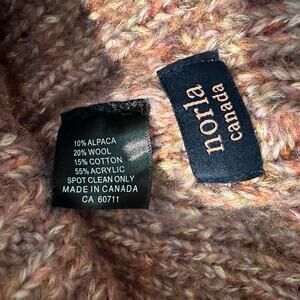 10% ALPACA
20% WOOL
15% COTTON
55% ACRYLIC
SPOT CLEAN ONLY
MADE IN CANADA
CA 60711
norla
canada